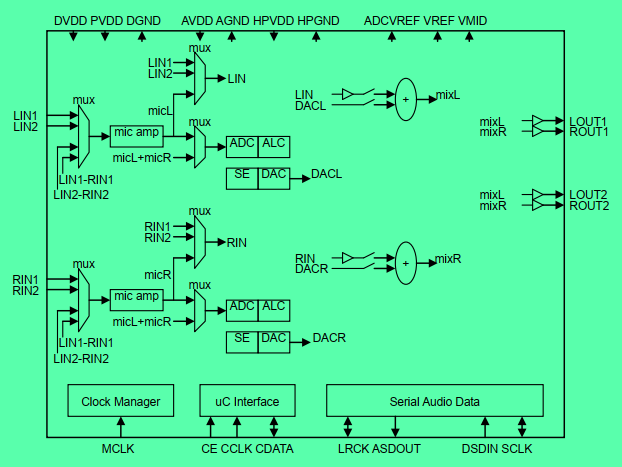 DVDD PVDD DGND AVDD AGND HPVDD HPGND ADCVREF VREF VMID
mux
LIN1
LIN2
LIN
micL
mux
LIN1
LIN2
mic amp
LIN1-RIN1
LIN2-RIN2
mux
micL+micR
ADC ALC
SE DAC DACL
LIN
DACL
+
mixL
mixL
mixR
LOUT1
ROUT1
mixL
mixR
LOUT2
ROUT2
mux
RIN1
RIN2
RIN
micR
mux
RIN1
RIN2
mic amp
LIN1-RIN1
LIN2-RIN2
mux
micL+micR
ADC ALC
SE DAC DACR
RIN
DACR
+
mixR
Clock Manager
uC Interface
Serial Audio Data
MCLK CE CCLK CDATA LRCK ASDOUT DSDIN SCLK